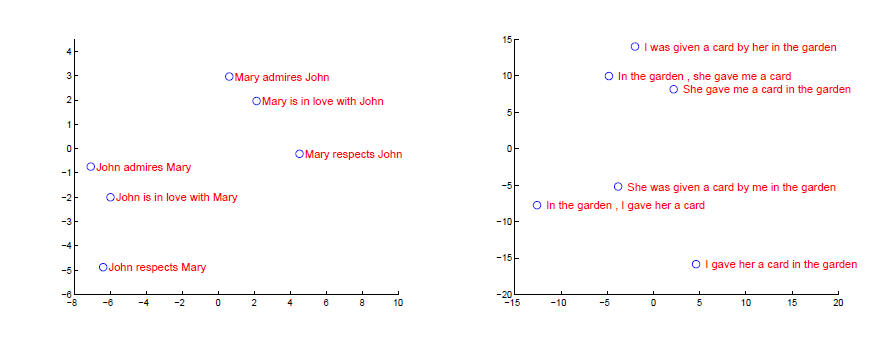 4
3
Mary admires John
2
Mary is in love with John
1
0
Mary respects John
John admires Mary
−1
−2
John is in love with Mary
−3
−4
−5
John respects Mary
−6
−8 −6 −4 −2 0 2 4 6 8 10
15
I was given a card by her in the garden
10
In the garden , she gave me a card
She gave me a card in the garden
5
0
−5
She was given a card by me in the garden
In the garden , I gave her a card
−10
−15
I gave her a card in the garden
−20
−15 −10 −5 0 5 10 15 20